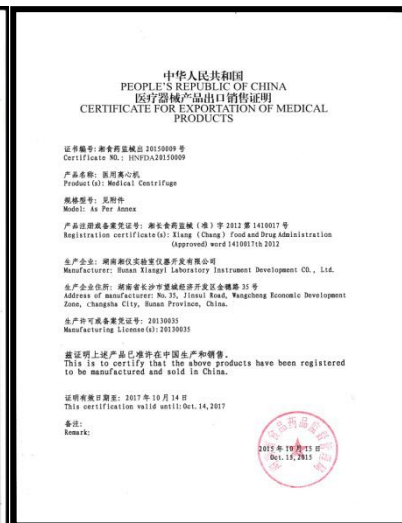 中华人民共和国
PEOPLE'S REPUBLIC OF CHINA
医疗器械产品出口销售证明
CERTIFICATE FOR EXPORTATION OF MEDICAL
PRODUCTS
证书编号：湘食药监械出 20150009 号
Certificate NO.: HNFDA20150009
产品名称：医用离心机
Product(s): Medical Centrifuge
规格型号：见附件
Model: As Per Annex
产品注册或备案凭证号：湘长食药监械（准）字 2012 第 1410017 号
Registration certificate(s): Xiang (Chang) food and Drug Administration
(Approved) word 1410017th 2012
生产企业：湖南湘仪实验室仪器开发有限公司
Manufacturer: Hunan Xiangyi Laboratory Instrument Development CO., Ltd.
生产企业住所：湖南省长沙市望城经济开发区金穗路 35 号
Address of manufacturer: No.35, Jinsui Road, Wangcheng Economic Development
Zone, changsha City, Hunan Province, China.
生产许可或备案凭证号：20130035
Manufacturing License(s): 20130035
兹证明上述产品已准许在中国生产和销售。
This is to certify that the above products have been registered
to be manufactured and sold in China.
证明有效日期至：2017 年 10 月 14 日
This certification valid until: Oct. 14, 2017
备注：
Remark:
2015 年 10 月 15 日
Oct. 15, 2015